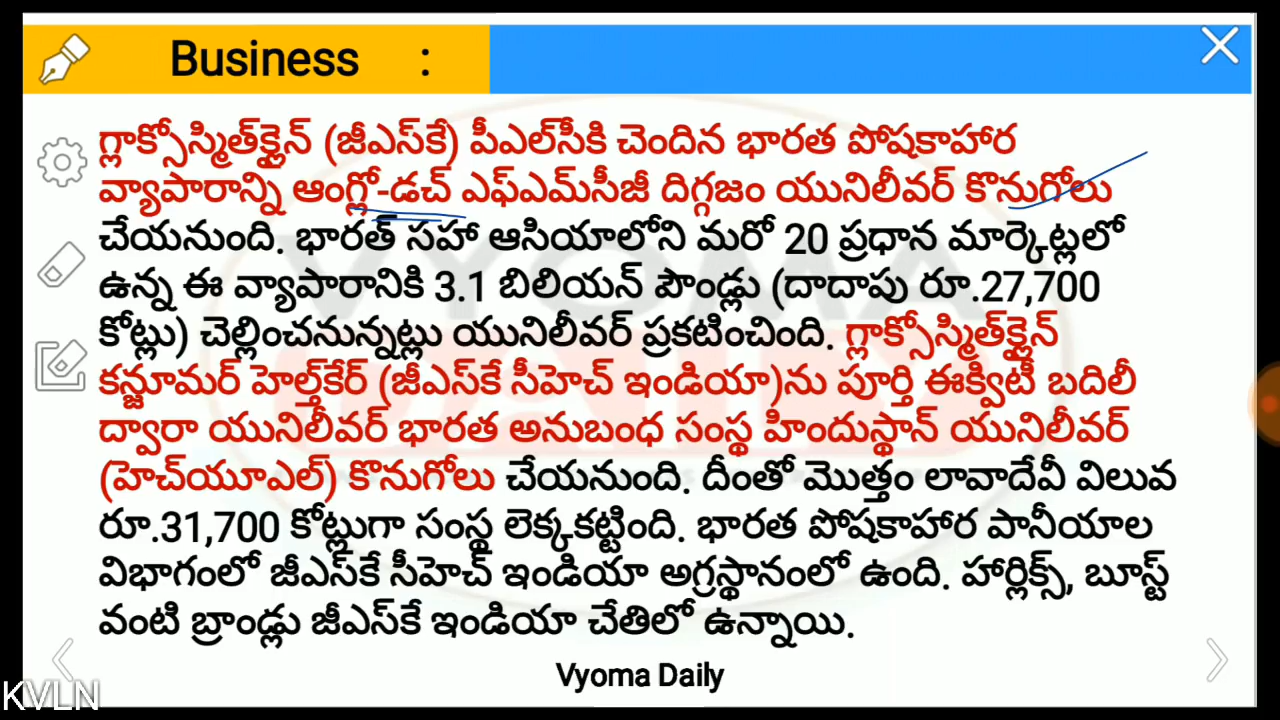 Business :
గ్లాక్సోస్మిత్‌క్లైన్ (జీఎస్‌కే) పీఎల్‌సీకి చెందిన భారత పోషకాహార
వ్యాపారాన్ని ఆంగ్లో-డచ్ ఎఫ్ఎమ్‌సీజీ దిగ్గజం యునిలీవర్ కొనుగోలు
చేయనుంది. భారత్ సహా ఆసియాలోని మరో 20 ప్రధాన మార్కెట్లలో
ఉన్న ఈ వ్యాపారానికి 3.1 బిలియన్ పౌండ్లు (దాదాపు రూ.27,700
కోట్లు) చెల్లించనున్నట్లు యునిలీవర్ ప్రకటించింది. గ్లాక్సోస్మిత్‌క్లైన్
కన్జూమర్ హెల్త్‌కేర్ (జీఎస్‌కే సీహెచ్ ఇండియా)ను పూర్తి ఈక్విటీ బదిలీ
ద్వారా యునిలీవర్ భారత అనుబంధ సంస్థ హిందుస్థాన్ యునిలీవర్
(హెచ్‌యూఎల్) కొనుగోలు చేయనుంది. దీంతో మొత్తం లావాదేవీ విలువ
రూ.31,700 కోట్లుగా సంస్థ లెక్కకట్టింది. భారత పోషకాహార పానీయాల
విభాగంలో జీఎస్‌కే సీహెచ్ ఇండియా అగ్రస్థానంలో ఉంది. హార్లిక్స్, బూస్ట్
వంటి బ్రాండ్లు జీఎస్‌కే ఇండియా చేతిలో ఉన్నాయి.
Vyoma Daily
KVLN